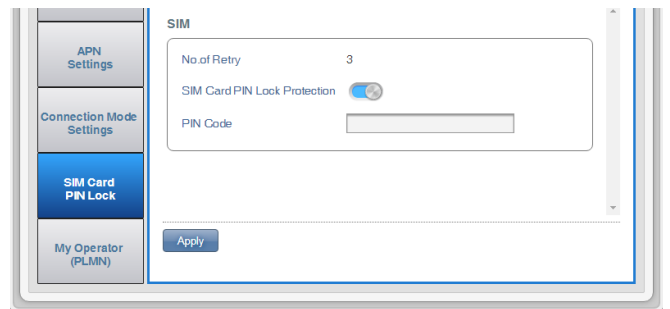 SIM
APN
Settings
No.of Retry 3
SIM Card PIN Lock Protection
Connection Mode
Settings
PIN Code
SIM Card
PIN Lock
My Operator
(PLMN)
Apply